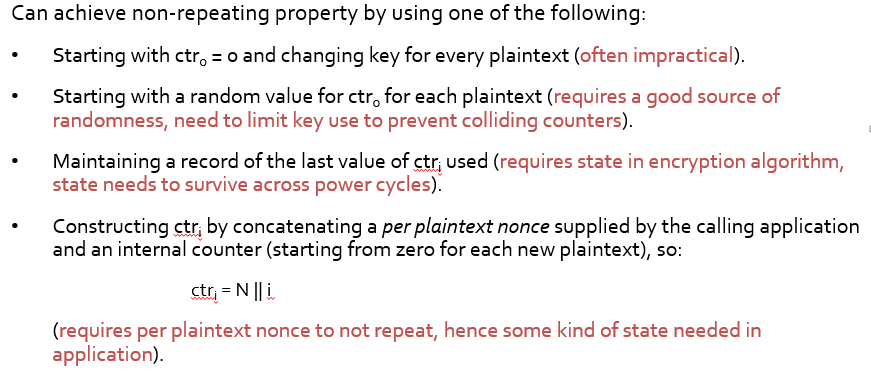 Can achieve non-repeating property by using one of the following:
• Starting with ctr₀ = 0 and changing key for every plaintext (often impractical).
• Starting with a random value for ctr₀ for each plaintext (requires a good source of
randomness, need to limit key use to prevent colliding counters).
• Maintaining a record of the last value of ctrᵢ used (requires state in encryption algorithm,
state needs to survive across power cycles).
• Constructing ctrᵢ by concatenating a per plaintext nonce supplied by the calling application
and an internal counter (starting from zero for each new plaintext), so:
ctrᵢ = N || i
(requires per plaintext nonce to not repeat, hence some kind of state needed in
application).